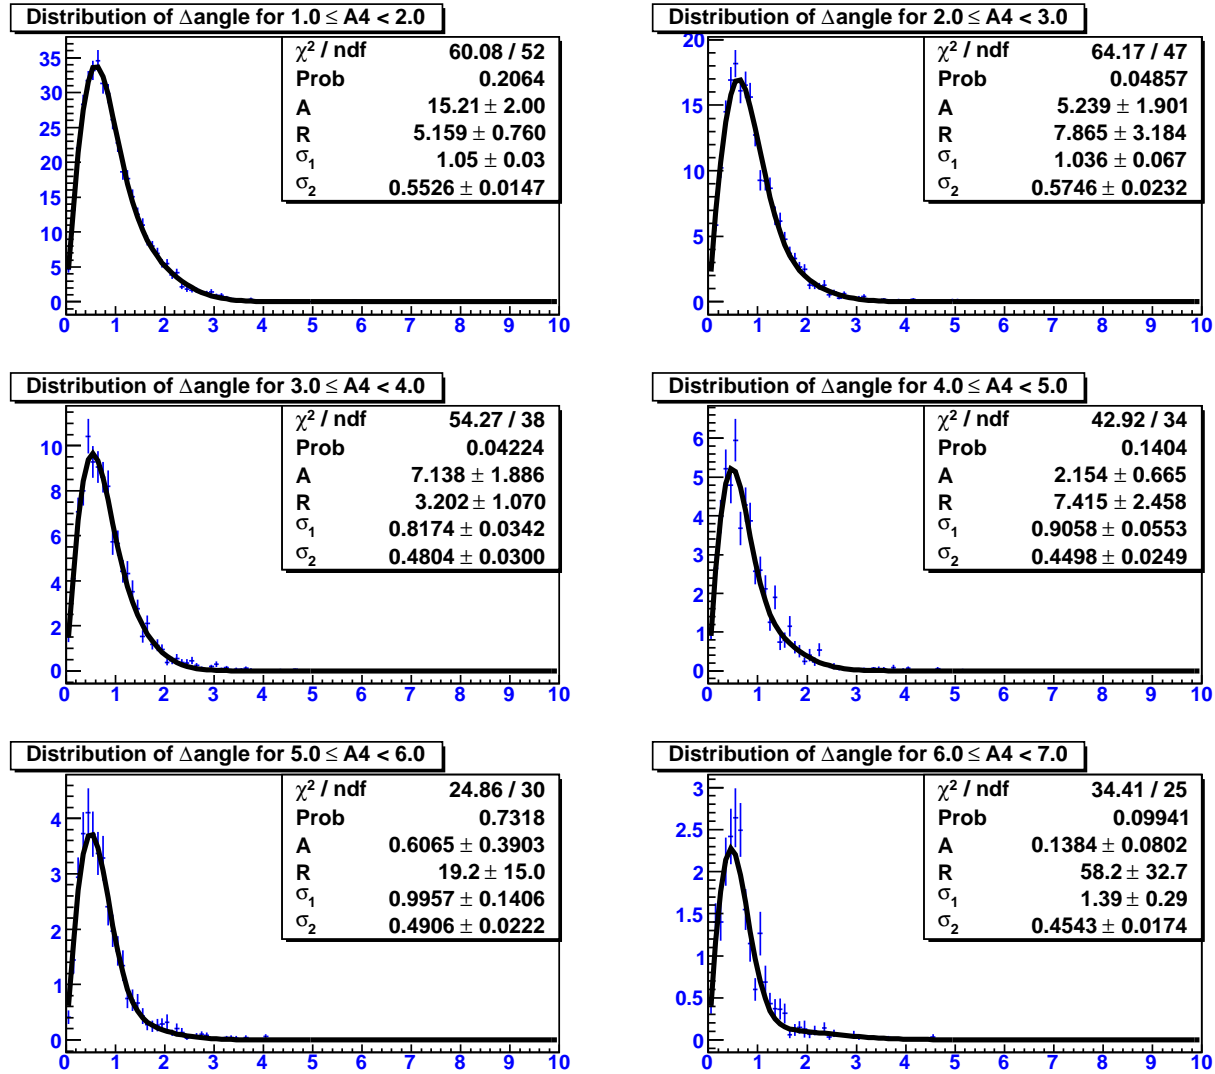 Distribution of Δangle for 1.0 ≤ A4 < 2.0
χ² / ndf 60.08 / 52
Prob 0.2064
A 15.21 ± 2.00
R 5.159 ± 0.760
σ₁ 1.05 ± 0.03
σ₂ 0.5526 ± 0.0147
35
30
25
20
15
10
5
0
0 1 2 3 4 5 6 7 8 9 10
Distribution of Δangle for 2.0 ≤ A4 < 3.0
χ² / ndf 64.17 / 47
Prob 0.04857
A 5.239 ± 1.901
R 7.865 ± 3.184
σ₁ 1.036 ± 0.067
σ₂ 0.5746 ± 0.0232
20
15
10
5
0
0 1 2 3 4 5 6 7 8 9 10
Distribution of Δangle for 3.0 ≤ A4 < 4.0
χ² / ndf 54.27 / 38
Prob 0.04224
A 7.138 ± 1.886
R 3.202 ± 1.070
σ₁ 0.8174 ± 0.0342
σ₂ 0.4804 ± 0.0300
10
8
6
4
2
0
0 1 2 3 4 5 6 7 8 9 10
Distribution of Δangle for 4.0 ≤ A4 < 5.0
χ² / ndf 42.92 / 34
Prob 0.1404
A 2.154 ± 0.665
R 7.415 ± 2.458
σ₁ 0.9058 ± 0.0553
σ₂ 0.4498 ± 0.0249
6
5
4
3
2
1
0
0 1 2 3 4 5 6 7 8 9 10
Distribution of Δangle for 5.0 ≤ A4 < 6.0
χ² / ndf 24.86 / 30
Prob 0.7318
A 0.6065 ± 0.3903
R 19.2 ± 15.0
σ₁ 0.9957 ± 0.1406
σ₂ 0.4906 ± 0.0222
4
3
2
1
0
0 1 2 3 4 5 6 7 8 9 10
Distribution of Δangle for 6.0 ≤ A4 < 7.0
χ² / ndf 34.41 / 25
Prob 0.09941
A 0.1384 ± 0.0802
R 58.2 ± 32.7
σ₁ 1.39 ± 0.29
σ₂ 0.4543 ± 0.0174
3
2.5
2
1.5
1
0.5
0
0 1 2 3 4 5 6 7 8 9 10